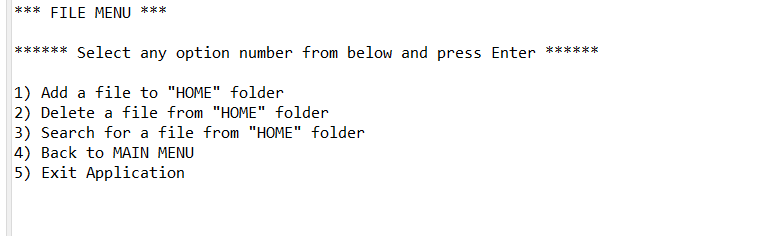 *** FILE MENU ***
****** Select any option number from below and press Enter ******
1) Add a file to "HOME" folder
2) Delete a file from "HOME" folder
3) Search for a file from "HOME" folder
4) Back to MAIN MENU
5) Exit Application